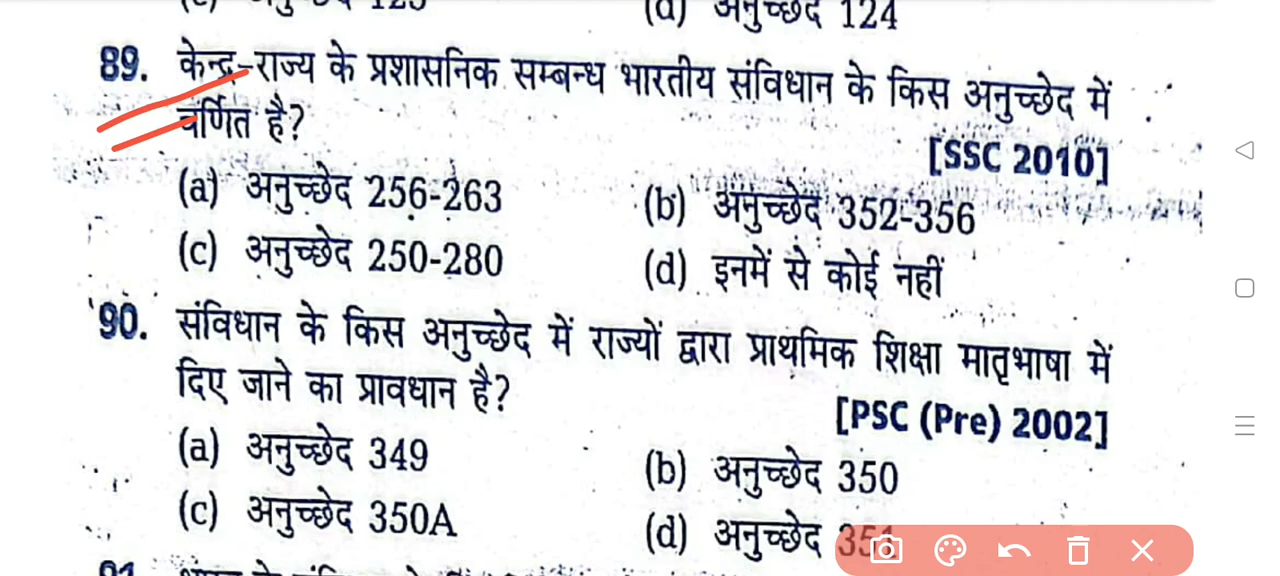 (d) अनुच्छेद 124
89. केन्द्र-राज्य के प्रशासनिक सम्बन्ध भारतीय संविधान के किस अनुच्छेद में
वर्णित है?
[SSC 2010]
(a) अनुच्छेद 256-263
(b) अनुच्छेद 352-356
(c) अनुच्छेद 250-280
(d) इनमें से कोई नहीं
90. संविधान के किस अनुच्छेद में राज्यों द्वारा प्राथमिक शिक्षा मातृभाषा में
दिए जाने का प्रावधान है?
[PSC (Pre) 2002]
(a) अनुच्छेद 349
(b) अनुच्छेद 350
(c) अनुच्छेद 350A
(d) अनुच्छेद 351